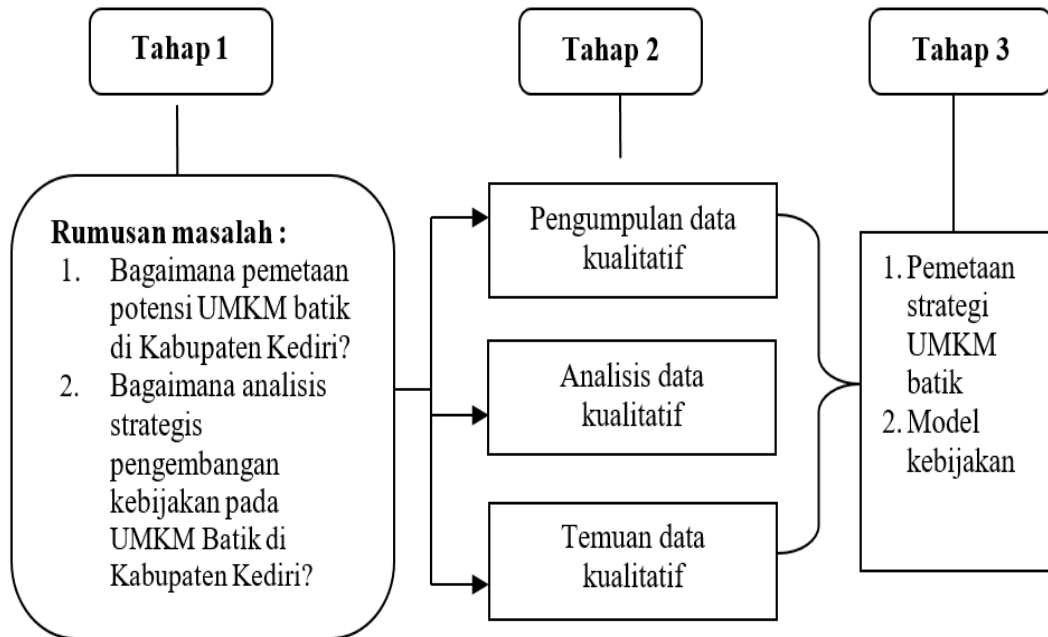 Tahap 1
Tahap 2
Tahap 3
Rumusan masalah :
1. Bagaimana pemetaan
potensi UMKM batik
di Kabupaten Kediri?
2. Bagaimana analisis
strategis
pengembangan
kebijakan pada
UMKM Batik di
Kabupaten Kediri?
Pengumpulan data
kualitatif
Analisis data
kualitatif
Temuan data
kualitatif
1. Pemetaan
strategi
UMKM
batik
2. Model
kebijakan